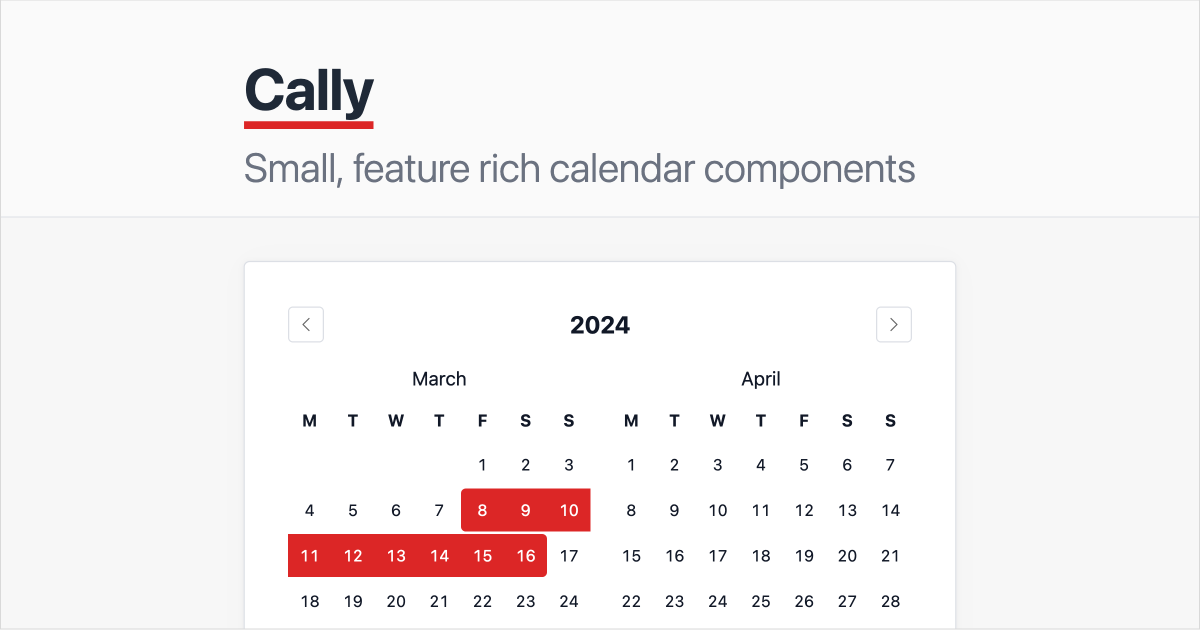 Cally
Small, feature rich calendar components
2024
March
M T W T F S S
1 2 3
4 5 6 7 8 9 10
11 12 13 14 15 16 17
18 19 20 21 22 23 24
April
M T W T F S S
1 2 3 4 5 6 7
8 9 10 11 12 13 14
15 16 17 18 19 20 21
22 23 24 25 26 27 28